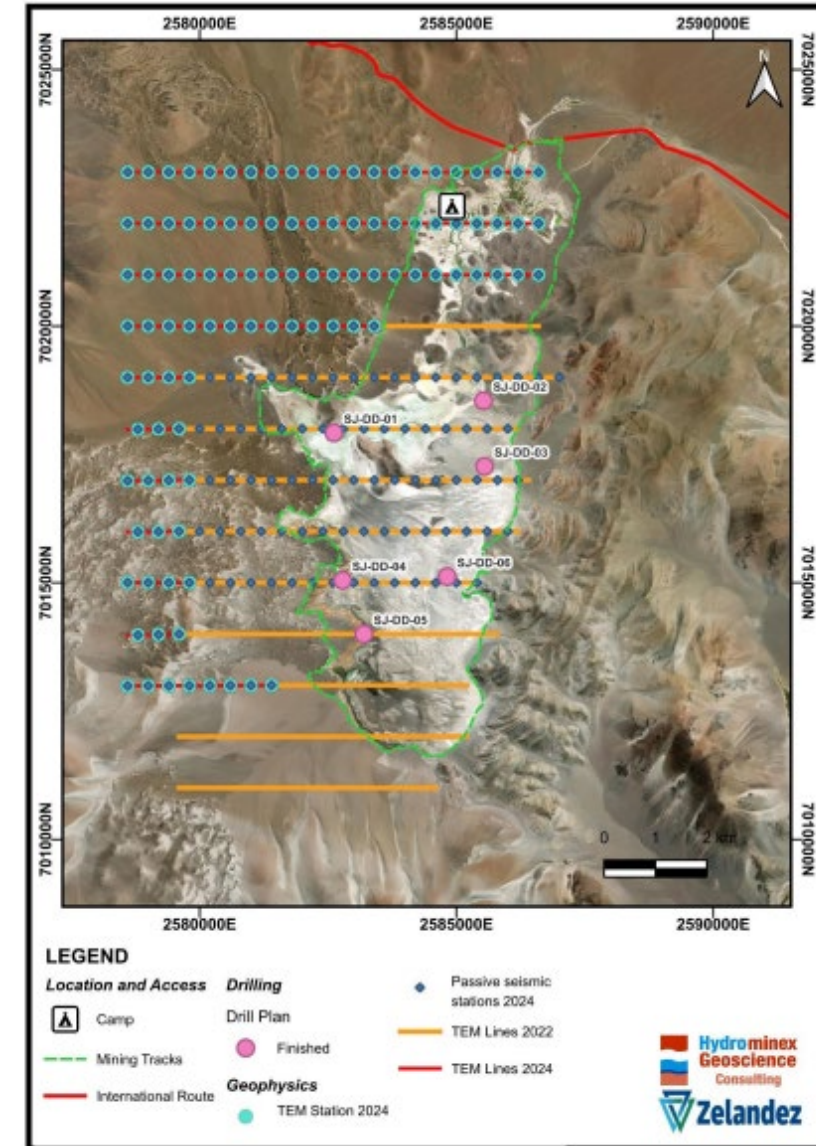 2580000E 2585000E 2590000E
7025000N 7025000N
N
7020000N 7020000N
SJ-DD-02
SJ-DD-01
SJ-DD-03
SJ-DD-04 SJ-DD-06
7015000N 7015000N
SJ-DD-05
0 1 2 km
7010000N 7010000N
2580000E 2585000E 2590000E
LEGEND
Location and Access
Camp
Mining Tracks
International Route
Drilling
Drill Plan
Finished
Geophysics
TEM Station 2024
Passive seismic
stations 2024
TEM Lines 2022
TEM Lines 2024
Hydrominex
Geoscience
Consulting
Zelandez